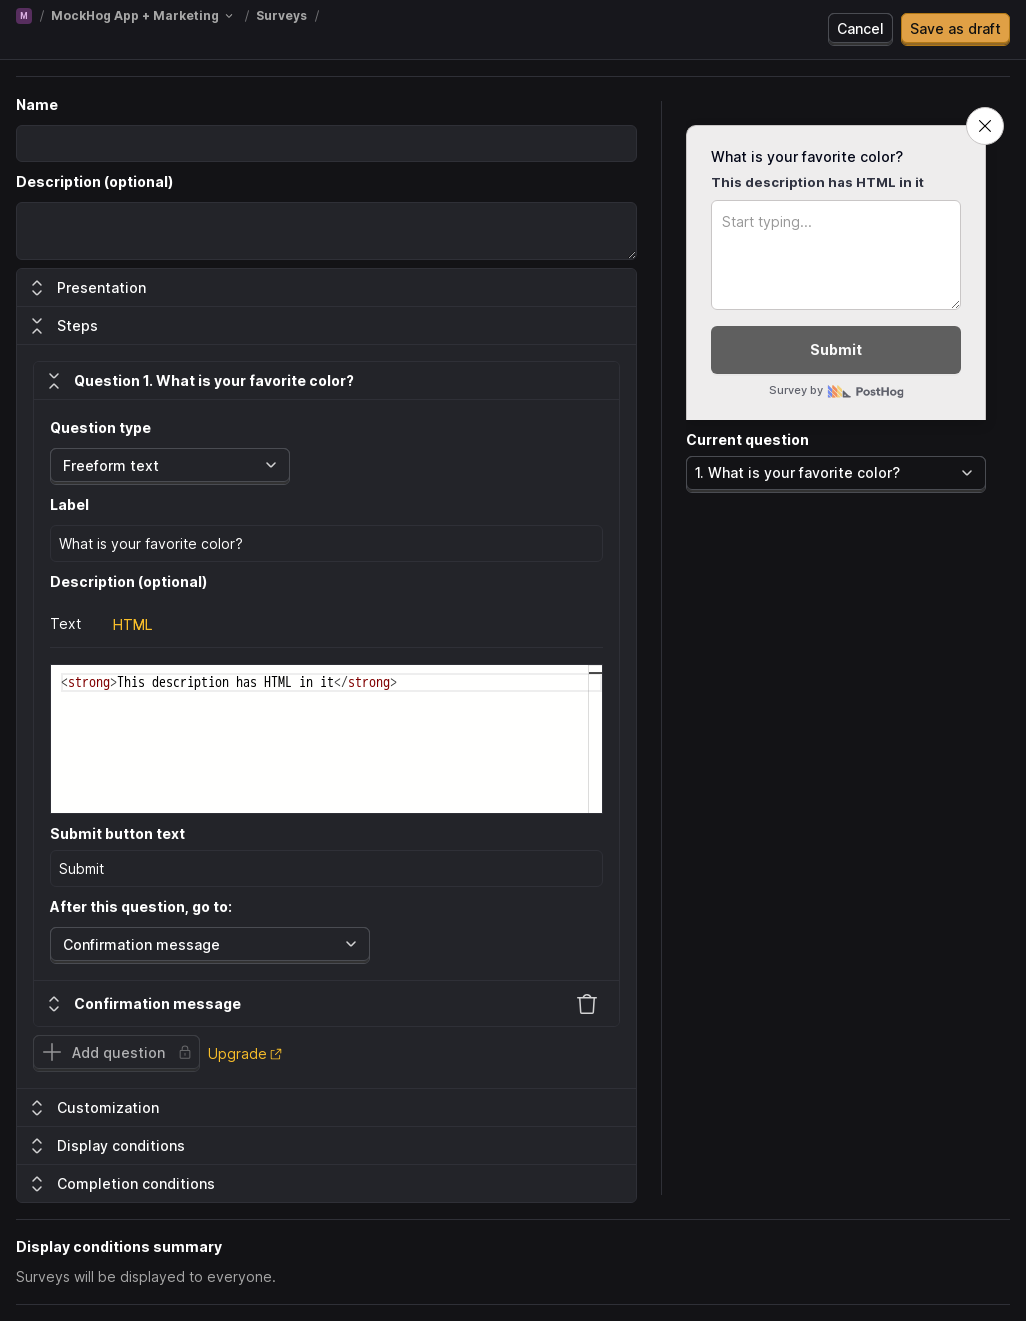 M / MockHog App + Marketing / Surveys /
Cancel
Save as draft
Name
Description (optional)
Presentation
Steps
Question 1. What is your favorite color?
Question type
Freeform text
Label
What is your favorite color?
Description (optional)
Text HTML
<strong>This description has HTML in it</strong>
Submit button text
Submit
After this question, go to:
Confirmation message
Confirmation message
Add question Upgrade
Customization
Display conditions
Completion conditions
What is your favorite color?
This description has HTML in it
Start typing...
Submit
Survey by PostHog
Current question
1. What is your favorite color?
Display conditions summary
Surveys will be displayed to everyone.